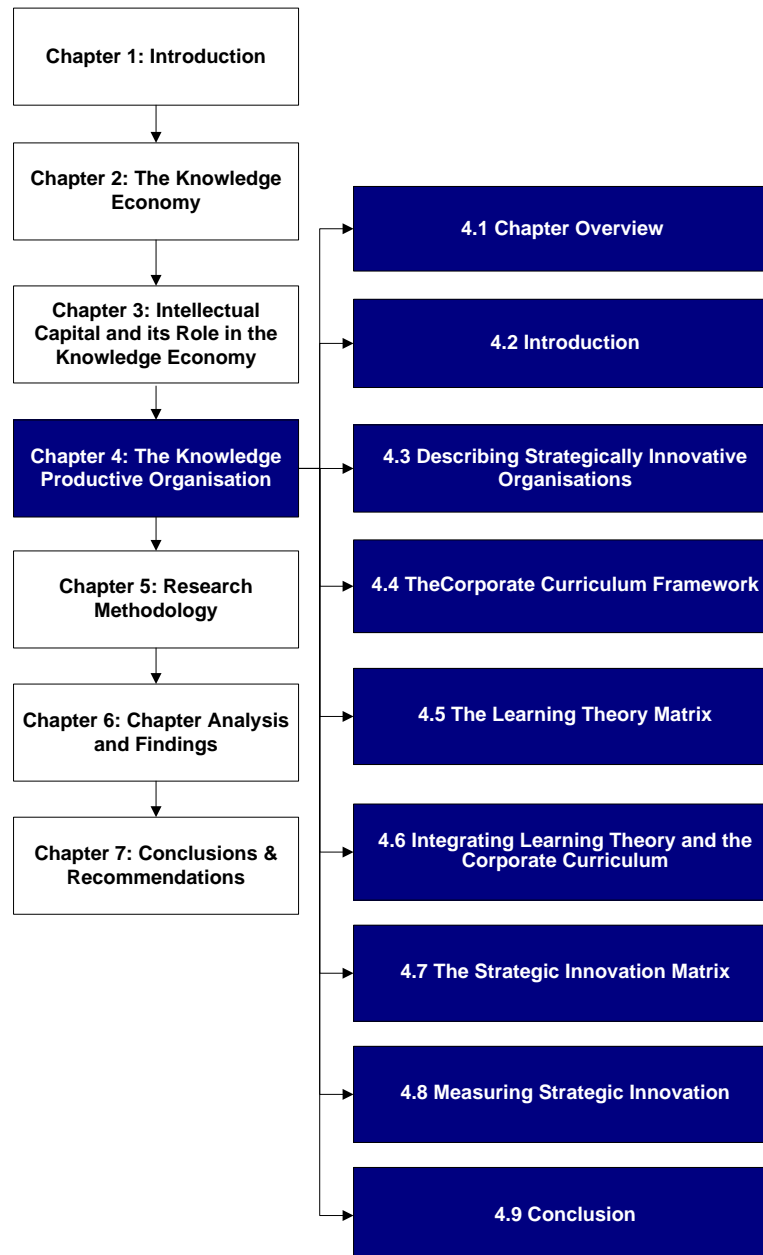 Chapter 1: Introduction
Chapter 2: The Knowledge
Economy
Chapter 3: Intellectual
Capital and its Role in the
Knowledge Economy
Chapter 4: The Knowledge
Productive Organisation
Chapter 5: Research
Methodology
Chapter 6: Chapter Analysis
and Findings
Chapter 7: Conclusions &
Recommendations
4.1 Chapter Overview
4.2 Introduction
4.3 Describing Strategically Innovative
Organisations
4.4 TheCorporate Curriculum Framework
4.5 The Learning Theory Matrix
4.6 Integrating Learning Theory and the
Corporate Curriculum
4.7 The Strategic Innovation Matrix
4.8 Measuring Strategic Innovation
4.9 Conclusion